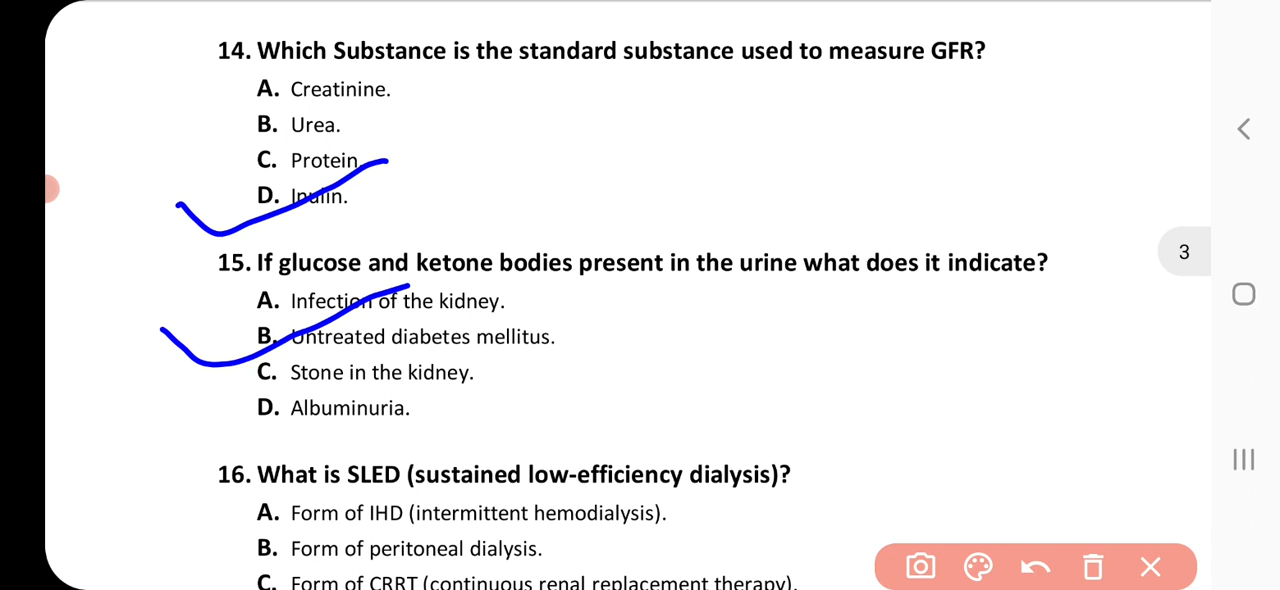 14. Which Substance is the standard substance used to measure GFR?
A. Creatinine.
B. Urea.
C. Protein.
D. Inulin.
15. If glucose and ketone bodies present in the urine what does it indicate?
A. Infection of the kidney.
B. Untreated diabetes mellitus.
C. Stone in the kidney.
D. Albuminuria.
16. What is SLED (sustained low-efficiency dialysis)?
A. Form of IHD (intermittent hemodialysis).
B. Form of peritoneal dialysis.
C. Form of CRRT (continuous renal replacement therapy).
3